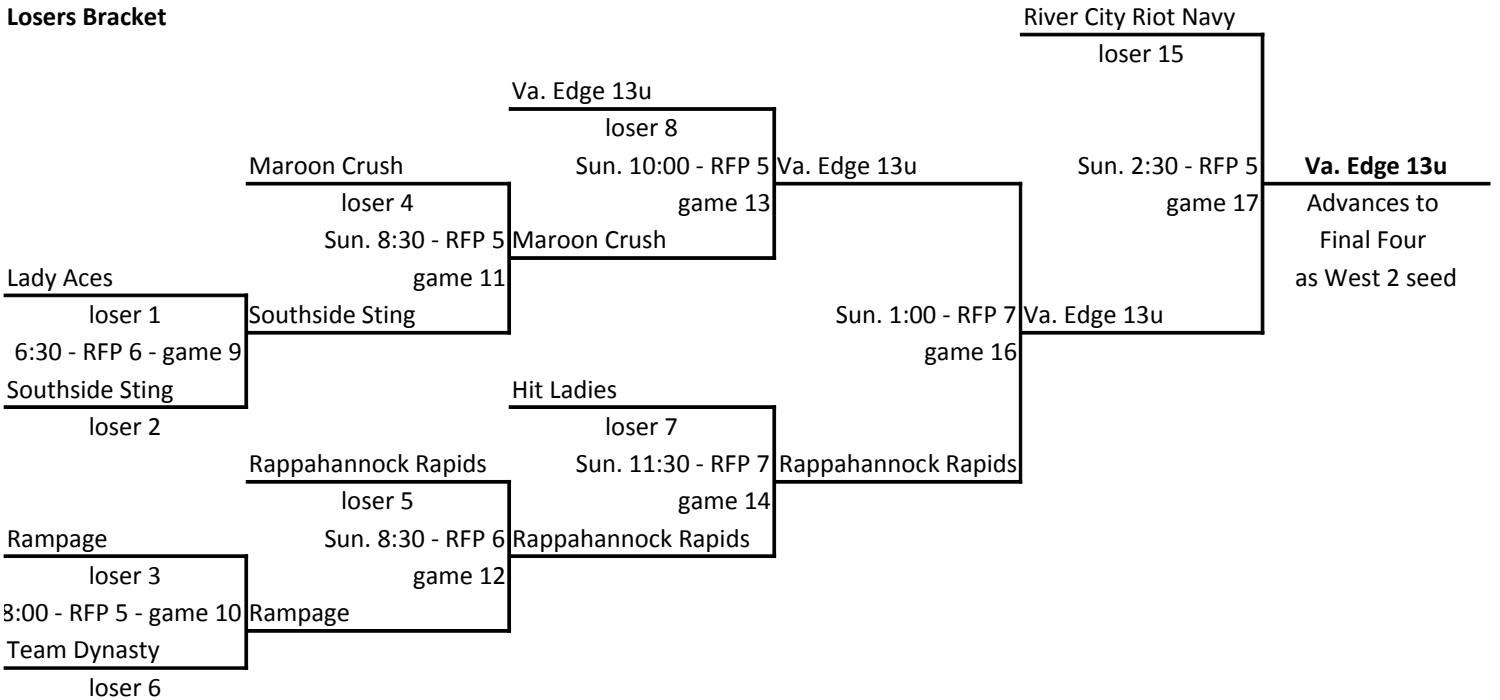 Losers Bracket
River City Riot Navy
loser 15
Va. Edge 13u
loser 8
Maroon Crush
Sun. 10:00 - RFP 5
Va. Edge 13u
Sun. 2:30 - RFP 5
Va. Edge 13u
loser 4
game 13
game 17
Advances to
Sun. 8:30 - RFP 5
Maroon Crush
Final Four
Lady Aces
game 11
as West 2 seed
loser 1
Southside Sting
Sun. 1:00 - RFP 7
Va. Edge 13u
6:30 - RFP 6 - game 9
game 16
Southside Sting
Hit Ladies
loser 2
loser 7
Rappahannock Rapids
Sun. 11:30 - RFP 7
Rappahannock Rapids
loser 5
game 14
Rampage
Sun. 8:30 - RFP 6
Rappahannock Rapids
loser 3
game 12
8:00 - RFP 5 - game 10
Rampage
Team Dynasty
loser 6